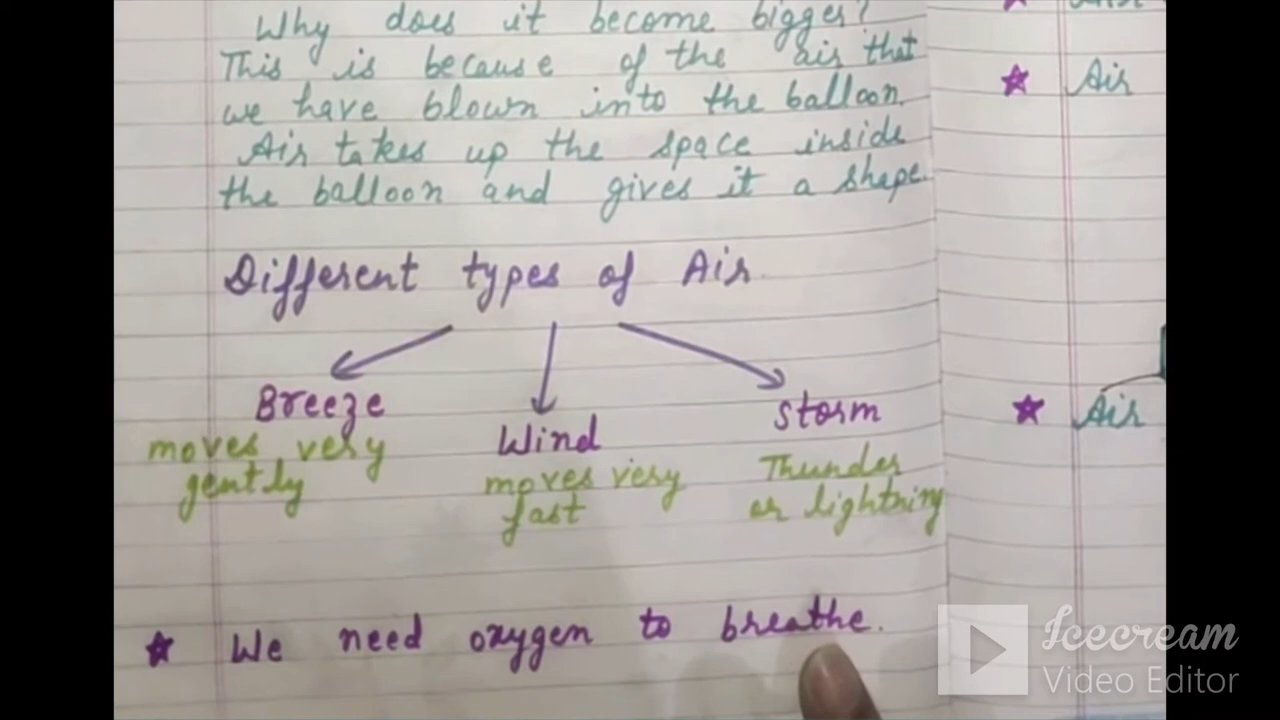 Why does it become bigger?
This is because of the air that
we have blown into the balloon.
Air takes up the space inside
the balloon and gives it a shape.
Different types of Air
Breeze
moves very
gently
Wind
moves very
fast
Storm
Thunder
or lightning
★ We need oxygen to breathe.
★ Air
★ Air
Icecream
Video Editor